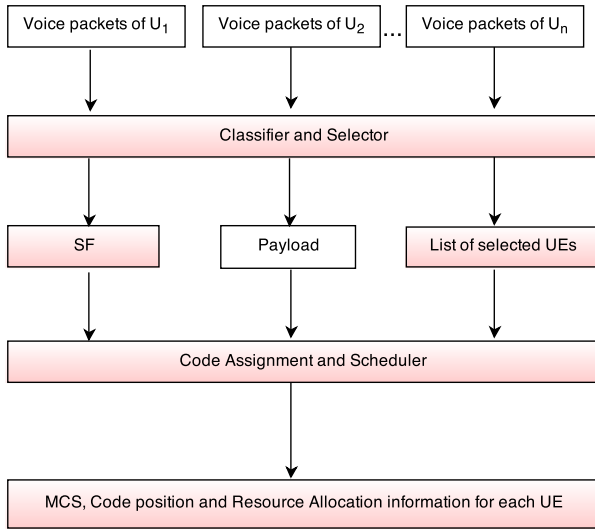 Voice packets of U1
Voice packets of U2
...
Voice packets of Un
Classifier and Selector
SF
Payload
List of selected UEs
Code Assignment and Scheduler
MCS, Code position and Resource Allocation information for each UE